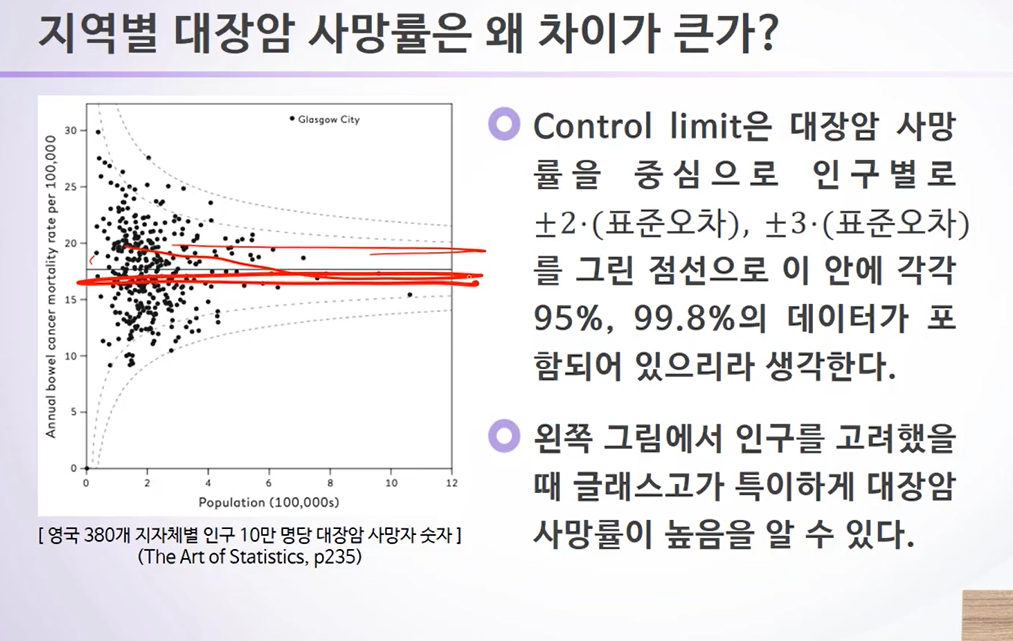 지역별 대장암 사망률은 왜 차이가 큰가?
Glasgow City
30
25
20
15
10
5
0
Annual bowel cancer mortality rate per 100,000
0 2 4 6 8 10 12
Population (100,000s)
[ 영국 380개 지자체별 인구 10만 명당 대장암 사망자 숫자 ]
(The Art of Statistics, p235)
Control limit은 대장암 사망
률을 중심으로 인구별로
±2·(표준오차), ±3·(표준오차)
를 그린 점선으로 이 안에 각각
95%, 99.8%의 데이터가 포
함되어 있으리라 생각한다.
왼쪽 그림에서 인구를 고려했을
때 글래스고가 특이하게 대장암
사망률이 높음을 알 수 있다.